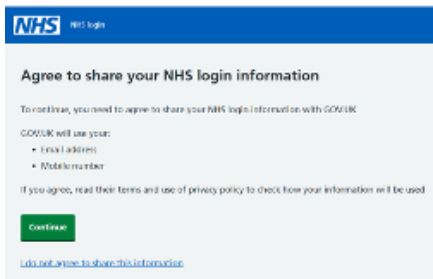 NHS NHS login
Agree to share your NHS login information
To continue, you need to agree to share your NHS login information with GOV.UK
GOV.UK will use your:
• Email address
• Mobile number
If you agree, read their terms and use of privacy policy to check how your information will be used
Continue
I do not agree to share this information